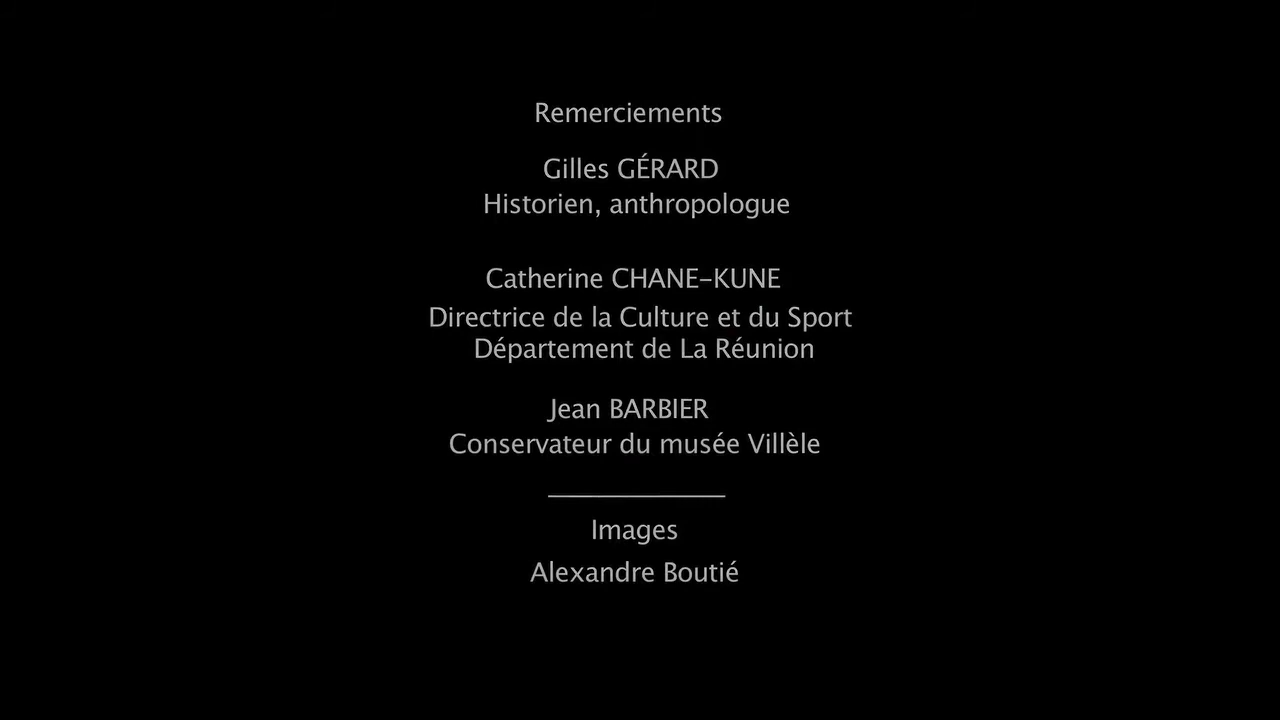 Remerciements
Gilles GÉRARD
Historien, anthropologue
Catherine CHANE-KUNE
Directrice de la Culture et du Sport
Département de La Réunion
Jean BARBIER
Conservateur du musée Villèle
Images
Alexandre Boutié